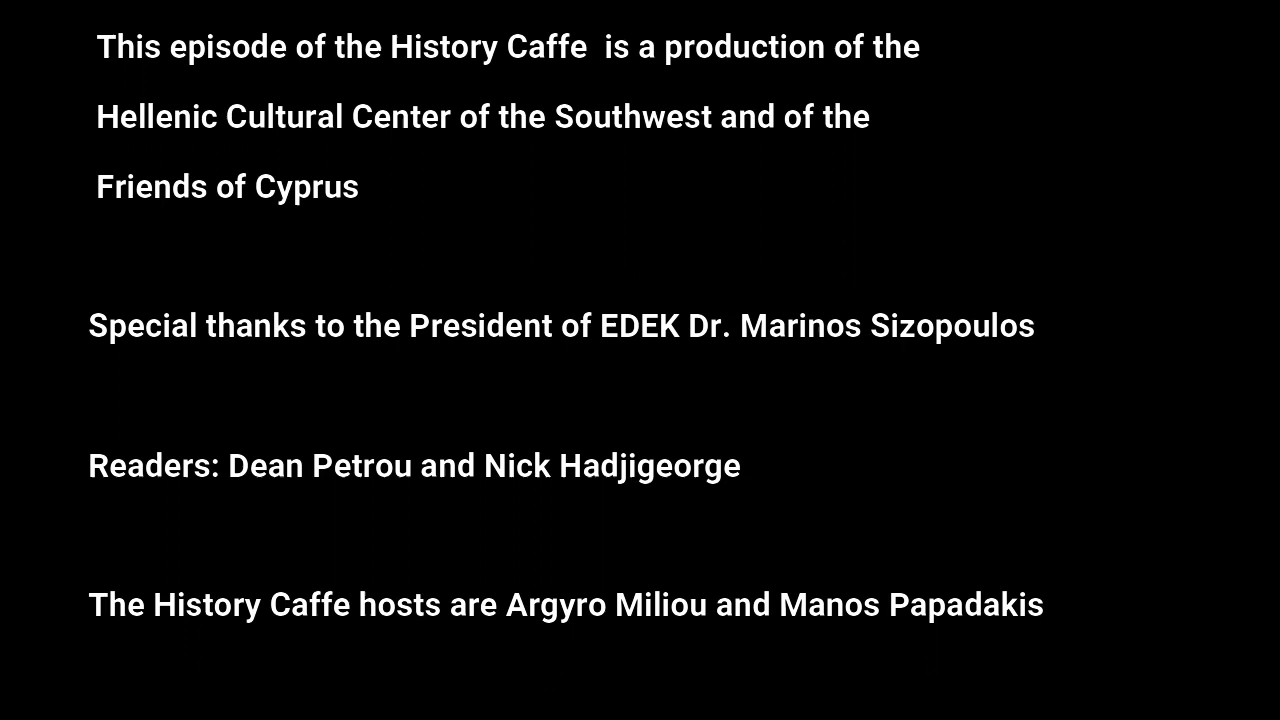 This episode of the History Caffe  is a production of the
Hellenic Cultural Center of the Southwest and of the
Friends of Cyprus
Special thanks to the President of EDEK Dr. Marinos Sizopoulos
Readers: Dean Petrou and Nick Hadjigeorge
The History Caffe hosts are Argyro Miliou and Manos Papadakis